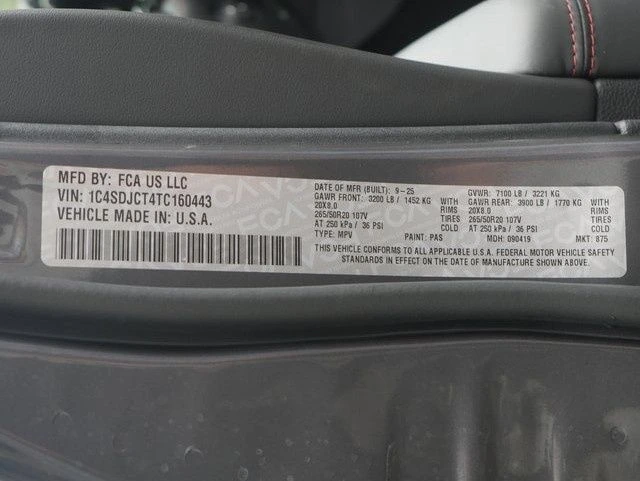 MFD BY: FCA US LLC
VIN: 1C4SDJCT4TC160443
VEHICLE MADE IN: U.S.A.
DATE OF MFR (BUILT): 9-25 GVWR: 7100 LB / 3221 KG
GAWR FRONT: 3200 LB / 1452 KG GAWR REAR: 3900 LB / 1770 KG
20X8.0 20X8.0
265/50R20 107V TIRES 265/50R20 107V TIRES
AT 250 kPa / 36 PSI COLD AT 250 kPa / 36 PSI COLD
TYPE: MPV PAINT: PAS MDH: 090419 MKT: 875
THIS VEHICLE CONFORMS TO ALL APPLICABLE U.S.A. FEDERAL MOTOR VEHICLE SAFETY
STANDARDS IN EFFECT ON THE DATE OF MANUFACTURE SHOWN ABOVE.